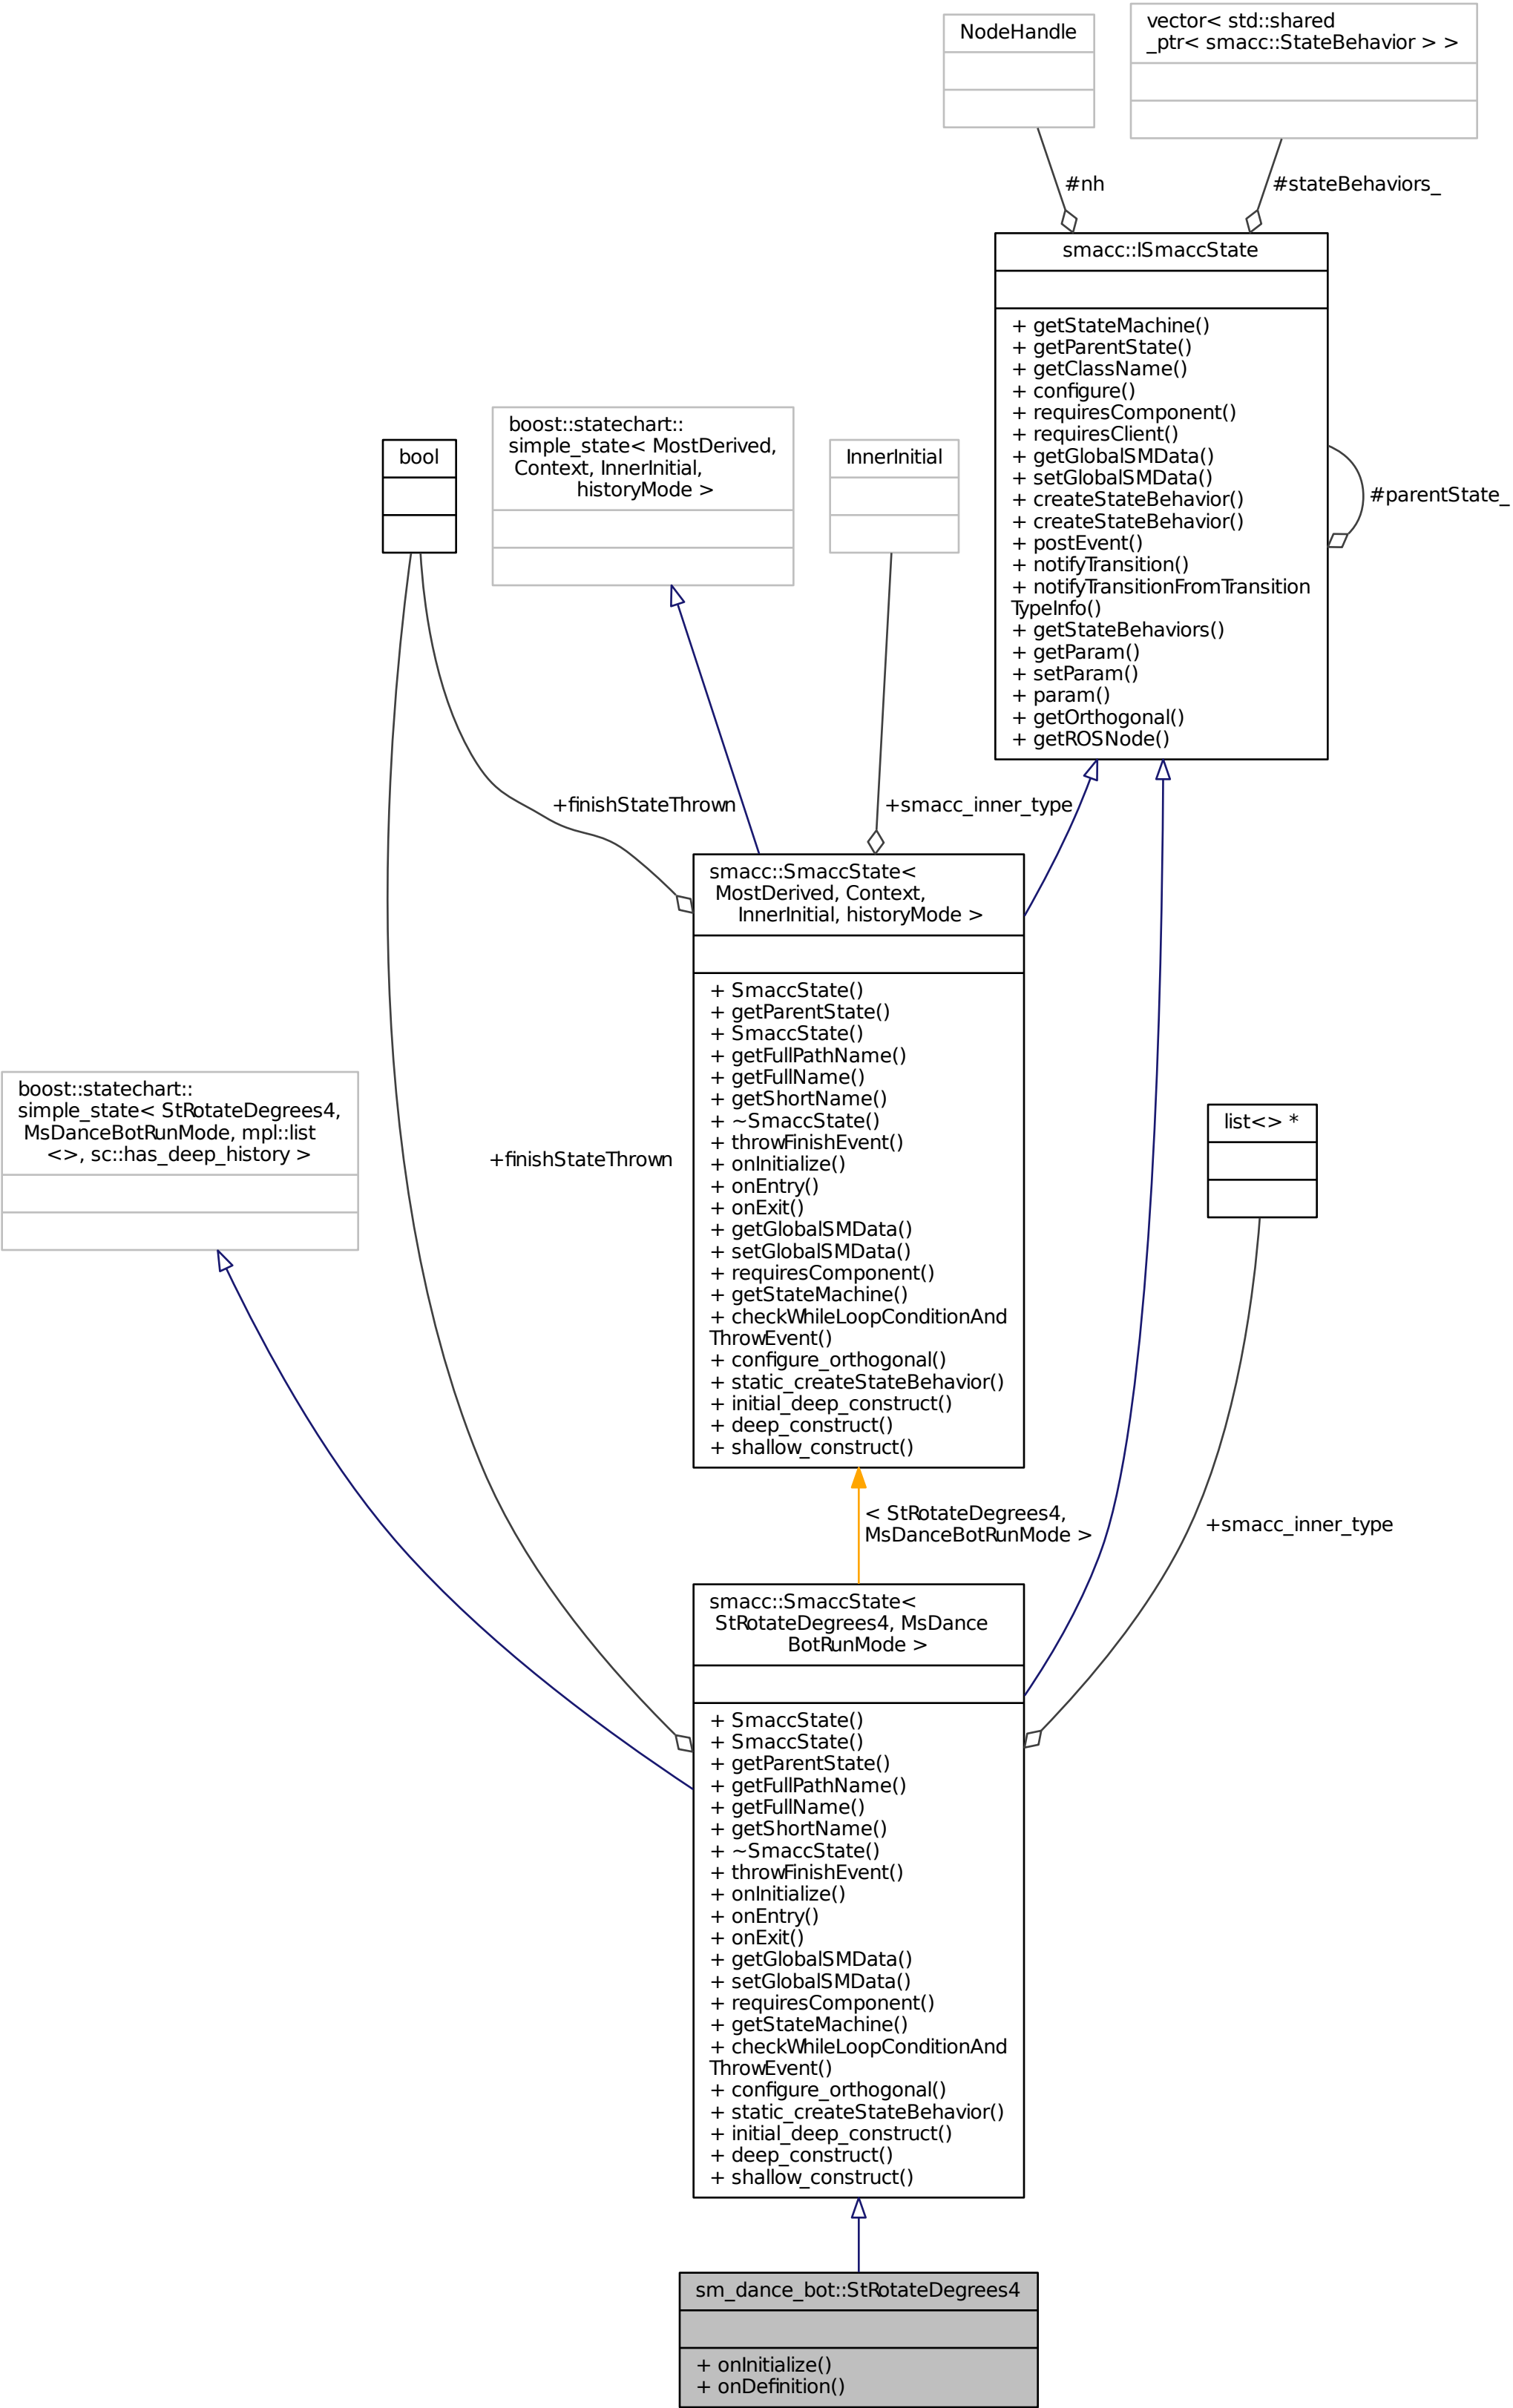 NodeHandle
vector< std::shared
_ptr< smacc::StateBehavior > >
#nh
#stateBehaviors_
smacc::ISmaccState
+ getStateMachine()
+ getParentState()
+ getClassName()
+ configure()
+ requiresComponent()
+ requiresClient()
+ getGlobalSMData()
+ setGlobalSMData()
+ createStateBehavior()
+ createStateBehavior()
+ postEvent()
+ notifyTransition()
+ notifyTransitionFromTransition
TypeInfo()
+ getStateBehaviors()
+ getParam()
+ setParam()
+ param()
+ getOrthogonal()
+ getROSNode()
#parentState_
bool
boost::statechart::
simple_state< MostDerived,
Context, InnerInitial,
historyMode >
InnerInitial
+finishStateThrown
+smacc_inner_type
smacc::SmaccState<
MostDerived, Context,
InnerInitial, historyMode >
+ SmaccState()
+ getParentState()
+ SmaccState()
+ getFullPathName()
+ getFullName()
+ getShortName()
+ ~SmaccState()
+ throwFinishEvent()
+ onInitialize()
+ onEntry()
+ onExit()
+ getGlobalSMData()
+ setGlobalSMData()
+ requiresComponent()
+ getStateMachine()
+ checkWhileLoopConditionAnd
ThrowEvent()
+ configure_orthogonal()
+ static_createStateBehavior()
+ initial_deep_construct()
+ deep_construct()
+ shallow_construct()
boost::statechart::
simple_state< StRotateDegrees4,
MsDanceBotRunMode, mpl::list
<>, sc::has_deep_history >
+finishStateThrown
list<> *
< StRotateDegrees4,
MsDanceBotRunMode >
+smacc_inner_type
smacc::SmaccState<
StRotateDegrees4, MsDance
BotRunMode >
+ SmaccState()
+ SmaccState()
+ getParentState()
+ getFullPathName()
+ getFullName()
+ getShortName()
+ ~SmaccState()
+ throwFinishEvent()
+ onInitialize()
+ onEntry()
+ onExit()
+ getGlobalSMData()
+ setGlobalSMData()
+ requiresComponent()
+ getStateMachine()
+ checkWhileLoopConditionAnd
ThrowEvent()
+ configure_orthogonal()
+ static_createStateBehavior()
+ initial_deep_construct()
+ deep_construct()
+ shallow_construct()
sm_dance_bot::StRotateDegrees4
+ onInitialize()
+ onDefinition()